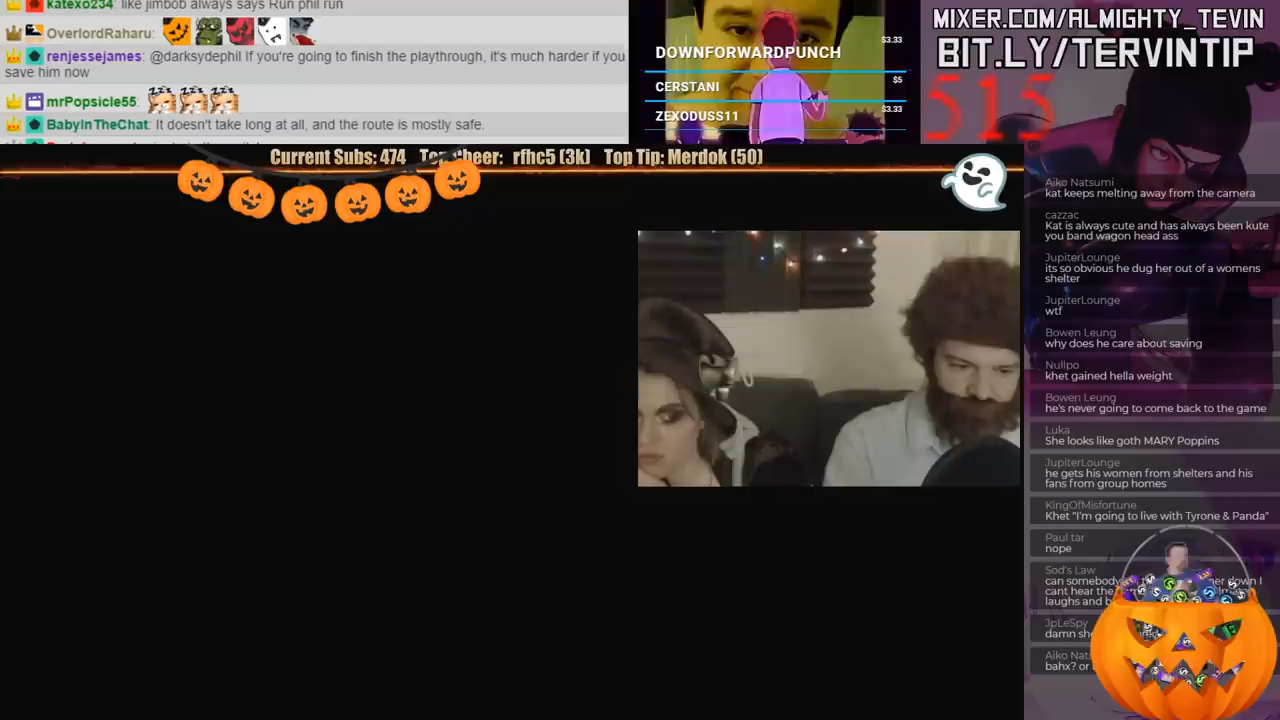 katexo234: like jimbob always says Run phil run
OverlordRaharu:
renjessejames: @darksydephil If you're going to finish the playthrough, it's much harder if you
save him now
mrPopsicle55:
BabyInTheChat: It doesn't take long at all, and the route is mostly safe.
$3.33
DOWNFORWARDPUNCH
$5
CERSTANI
$3.33
ZEXODUSS11
MIXER.COM/ALMIGHTY_TEVIN
BIT.LY/TERVINTIP
515
Current Subs: 474 Top Cheer: rfhc5 (3k) Top Tip: Merdok (50)
Aiko Natsumi
kat keeps melting away from the camera
cazzac
Kat is always cute and has always been kute
you band wagon head ass
JupiterLounge
its so obvious he dug her out of a womens
shelter
JupiterLounge
wtf
Bowen Leung
why does he care about saving
Nullpo
khet gained hella weight
Bowen Leung
he's never going to come back to the game
Luka
She looks like goth MARY Poppins
JupiterLounge
he gets his women from shelters and his
fans from group homes
KingOfMisfortune
Khet "I'm going to live with Tyrone & Panda"
Paul tar
nope
Sod's Law
can somebody down I
cant hear the
laughs and
JpLeSpy
damn
Aiko
bahx? or